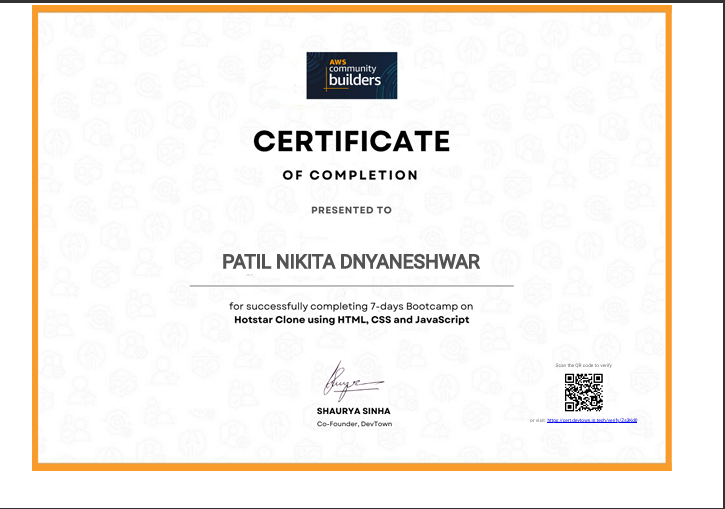 AWS
community
builders
CERTIFICATE
OF COMPLETION
PRESENTED TO
PATIL NIKITA DNYANESHWAR
for successfully completing 7-days Bootcamp on
Hotstar Clone using HTML, CSS and JavaScript
SHAURYA SINHA
Co-Founder, DevTown
Scan the QR code to verify
or visit: